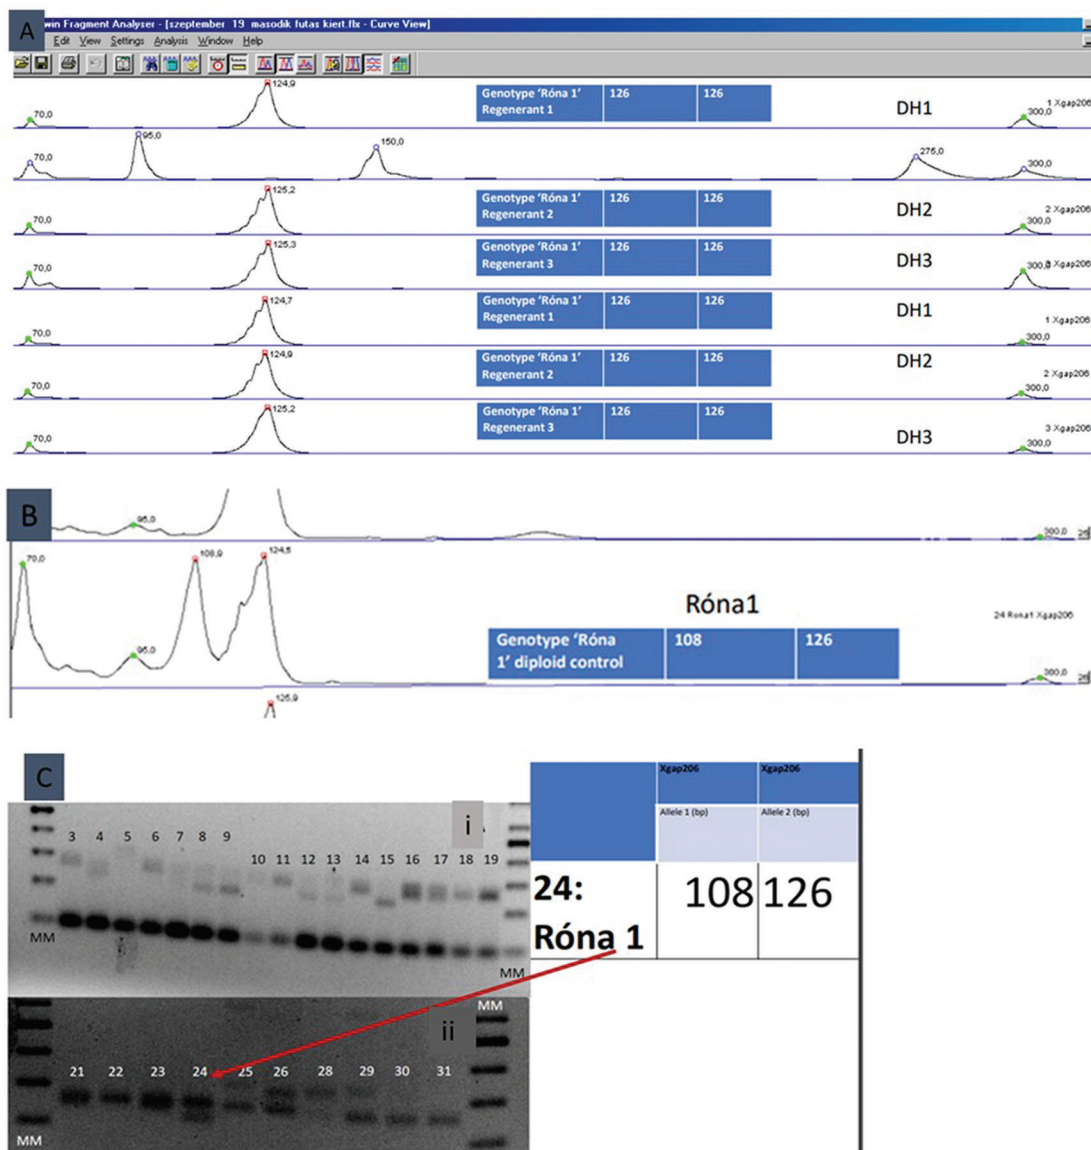 A
win Fragment Analyser - [szeptember_19_masodik futas kiert.flx - Curve View]
Edit View Settings Analysis Window Help
70,0 124,9 Genotype 'Róna 1' 126 126 DH1 300,0 1 Xgap206
Regenerant 1
70,0 95,0 150,0 275,0 300,0
70,0 125,2 Genotype 'Róna 1' 126 126 DH2 300,0 2 Xgap206
Regenerant 2
70,0 125,3 Genotype 'Róna 1' 126 126 DH3 300,0 Xgap206
Regenerant 3
70,0 124,7 Genotype 'Róna 1' 126 126 DH1 300,0 1 Xgap206
Regenerant 1
70,0 124,9 Genotype 'Róna 1' 126 126 DH2 300,0 2 Xgap206
Regenerant 2
70,0 125,2 Genotype 'Róna 1' 126 126 DH3 300,0 3 Xgap206
Regenerant 3
B
95,0 300,0
70,0 108,9 124,5
Róna1
24 Rona1 Xgap206
Genotype 'Róna 108 126
1' diploid control
95,0 300,0
125,9
C
i
3 4 5 6 7 8 9 10 11 12 13 14 15 16 17 18 19
MM MM
Xgap206 Xgap206
Allele 1 (bp) Allele 2 (bp)
24: 108 126
Róna 1
MM
ii
21 22 23 24 25 26 28 29 30 31
MM